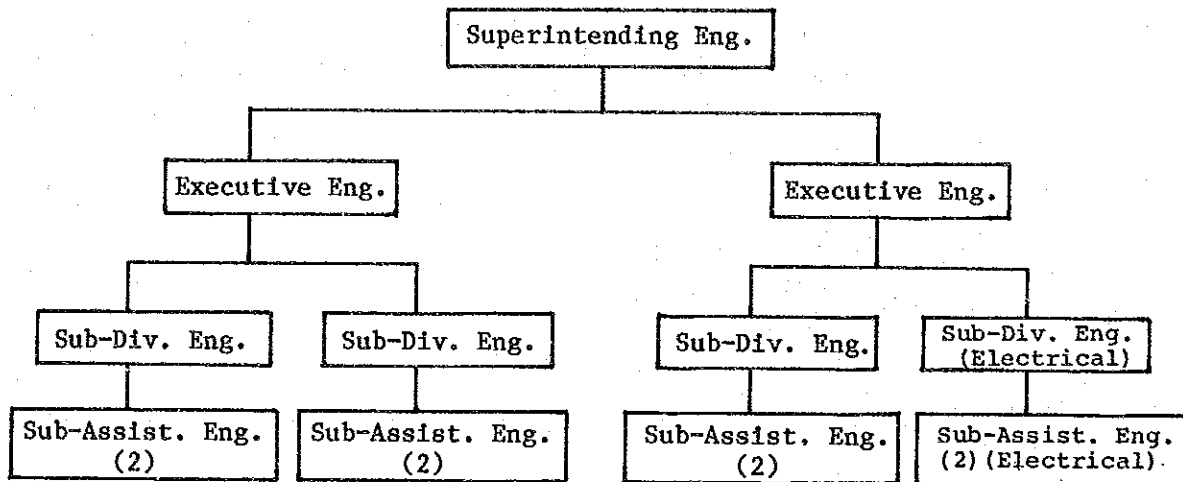 Superintending Eng.
Executive Eng.
Executive Eng.
Sub-Div. Eng.
Sub-Div. Eng.
Sub-Div. Eng.
Sub-Div. Eng.
(Electrical)
Sub-Assist. Eng.
(2)
Sub-Assist. Eng.
(2)
Sub-Assist. Eng.
(2)
Sub-Assist. Eng.
(2)(Electrical)